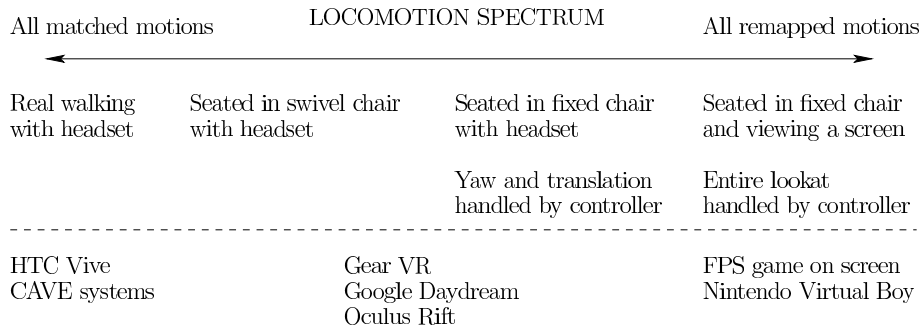 LOCOMOTION SPECTRUM
All matched motions
All remapped motions
Real walking
with headset
Seated in swivel chair
with headset
Seated in fixed chair
with headset
Yaw and translation
handled by controller
Seated in fixed chair
and viewing a screen
Entire lookat
handled by controller
HTC Vive
CAVE systems
Gear VR
Google Daydream
Oculus Rift
FPS game on screen
Nintendo Virtual Boy